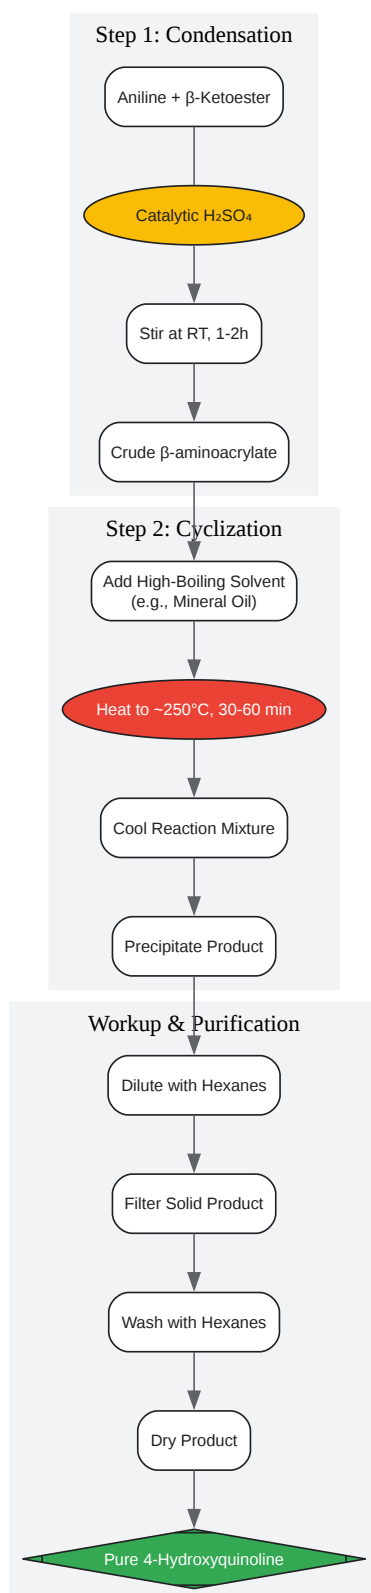 Step 1: Condensation
Aniline + β-Ketoester
Catalytic H₂SO₄
Stir at RT, 1-2h
Crude β-aminoacrylate
Step 2: Cyclization
Add High-Boiling Solvent
(e.g., Mineral Oil)
Heat to ~250°C, 30-60 min
Cool Reaction Mixture
Precipitate Product
Workup & Purification
Dilute with Hexanes
Filter Solid Product
Wash with Hexanes
Dry Product
Pure 4-Hydroxyquinoline